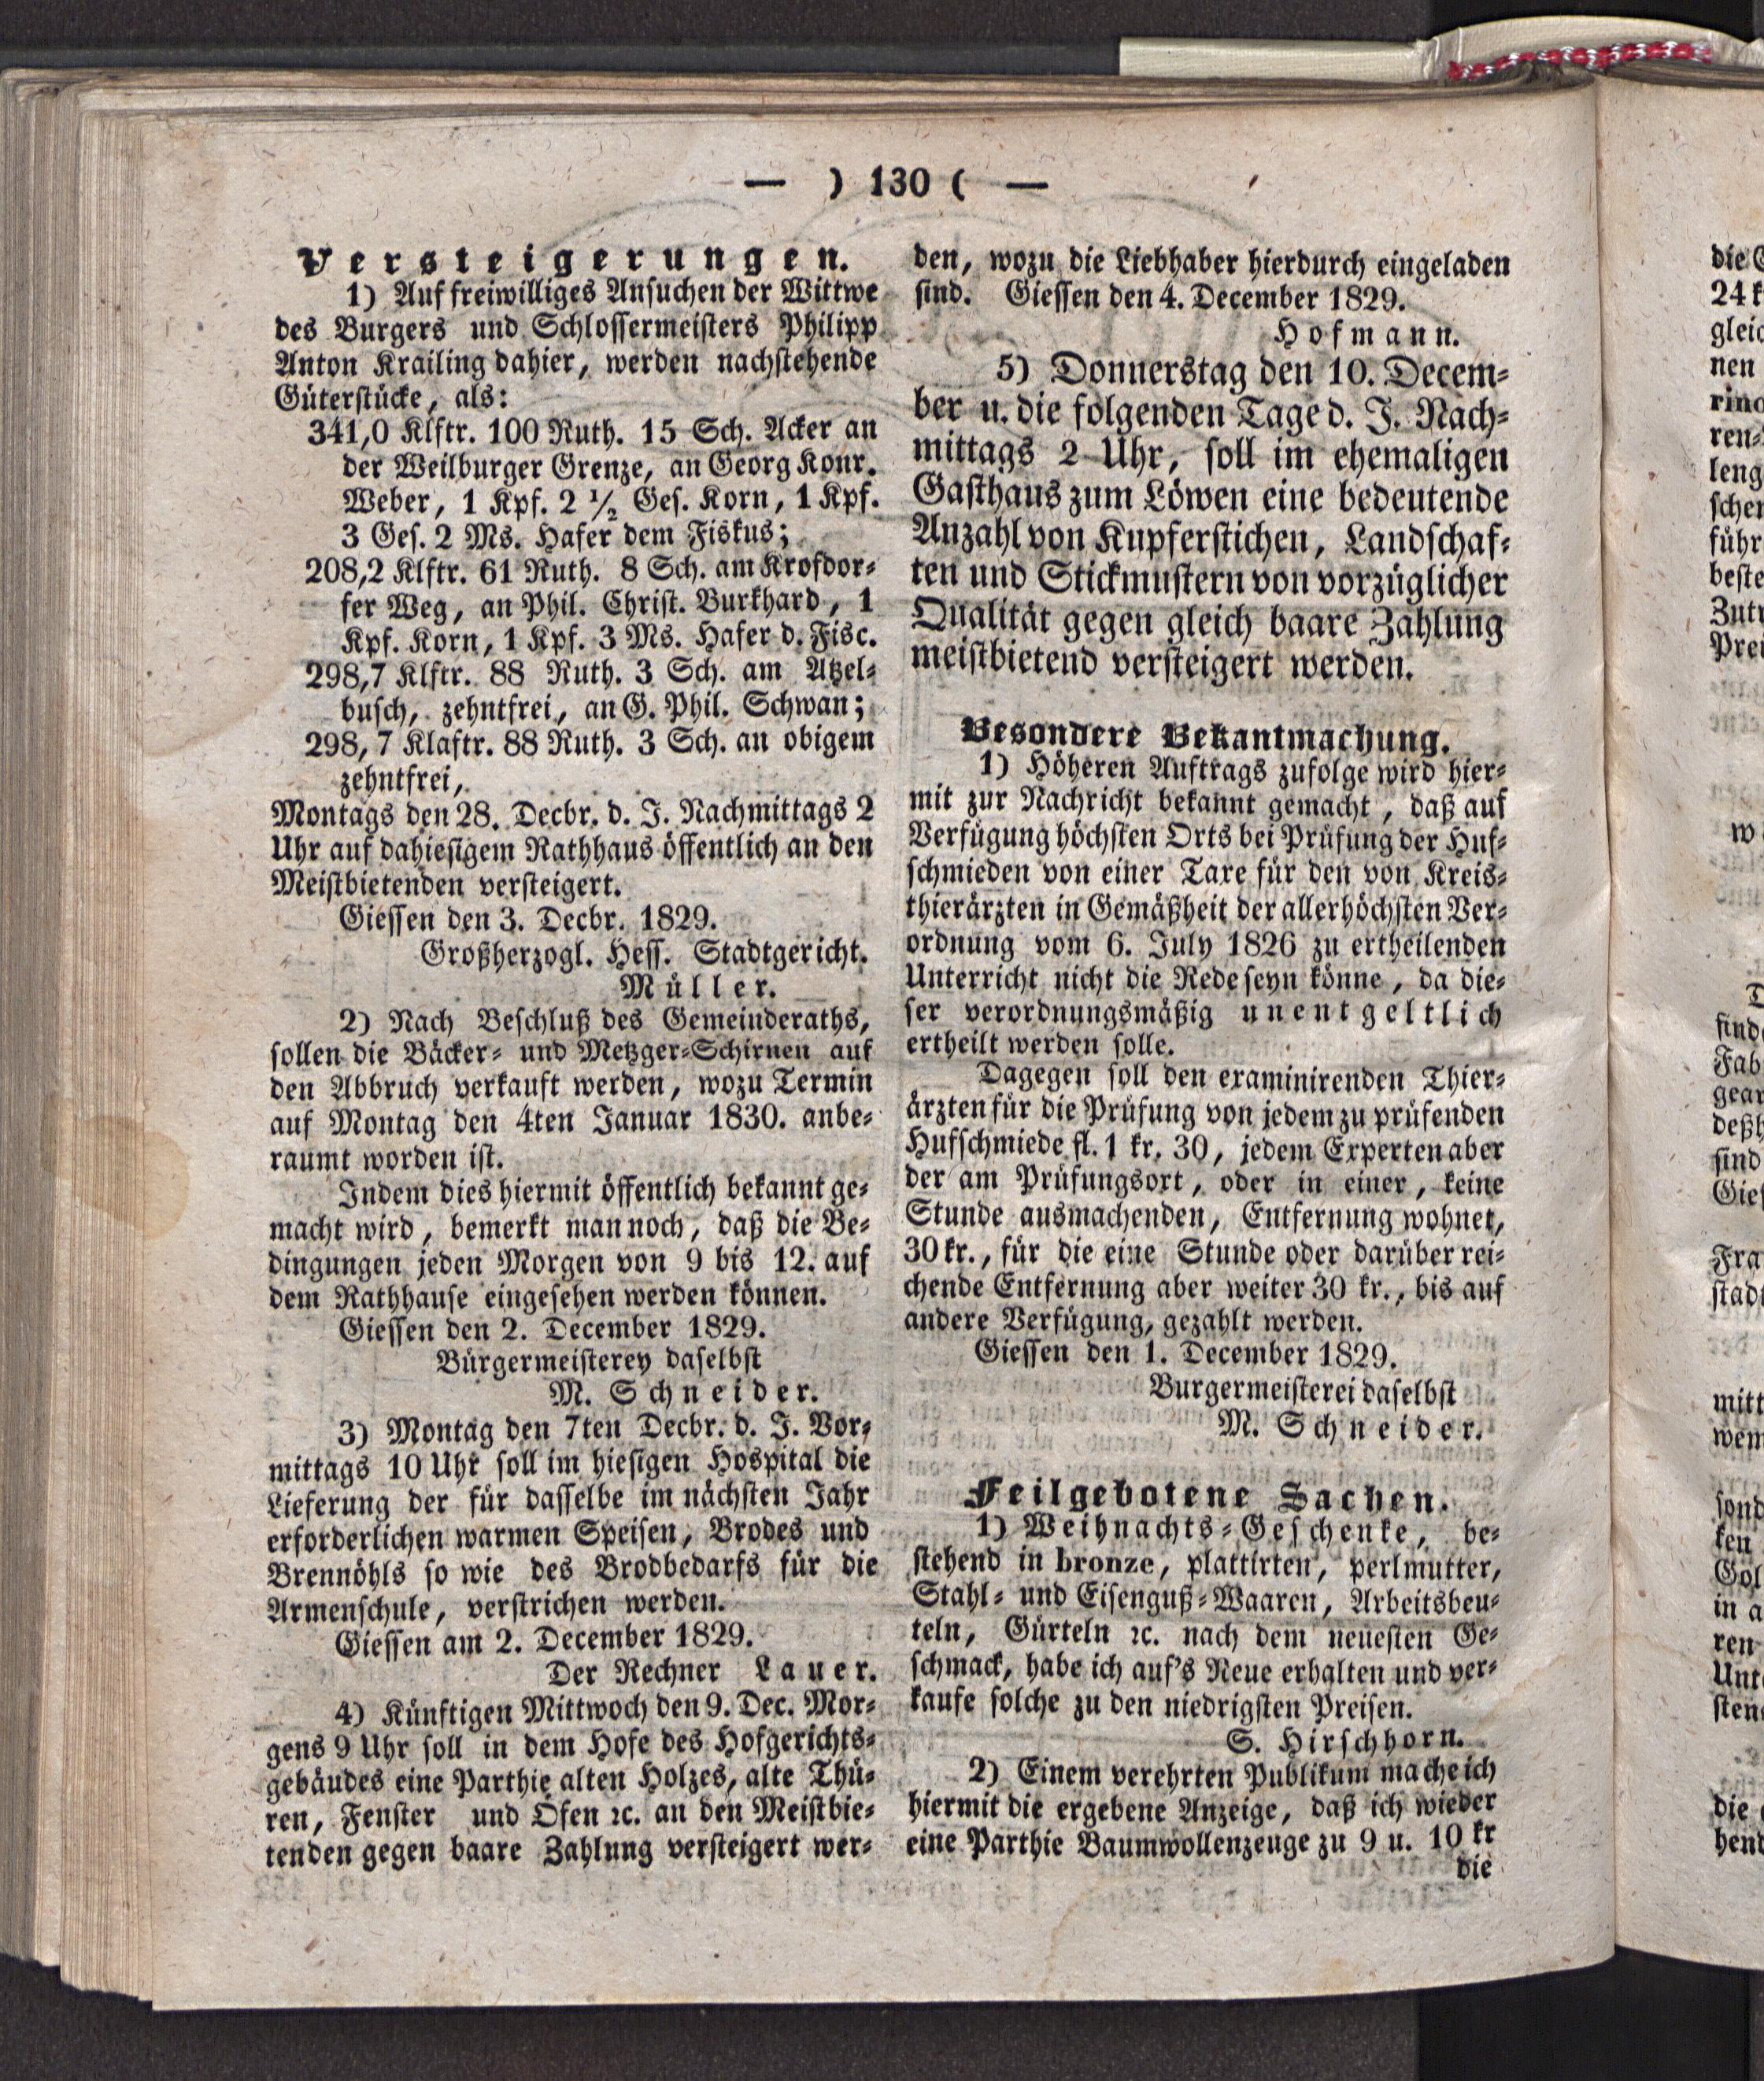 — ) 130 ( —
Versteigerungen.
1) Auf freiwilliges Ansuchen der Wittwe
des Burgers und Schlossermeisters Philipp
Anton Krailing dahier, werden nachstehende
Güterstücke, als:
341,0 Klftr. 100 Ruth. 15 Sch. Acker an
der Weilburger Grenze, an Georg Konr.
Weber, 1 Kpf. 2 1/2 Ges. Korn, 1 Kpf.
3 Ges. 2 Ms. Hafer dem Fiskus;
208,2 Klftr. 61 Ruth. 8 Sch. am Krofdor-
fer Weg, an Phil. Christ. Burkhard, 1
Kpf. Korn, 1 Kpf. 3 Ms. Hafer d. Fisc.
298,7 Klftr. 88 Ruth. 3 Sch. am Atzel-
busch, zehntfrei, an G. Phil. Schwan;
298,7 Klaftr. 88 Ruth. 3 Sch. an obigem
zehntfrei,
Montags den 28. Decbr. d. J. Nachmittags 2
Uhr auf dahiesigem Rathhaus öffentlich an den
Meistbietenden versteigert.
Giessen den 3. Decbr. 1829.
Großherzogl. Hess. Stadtgericht.
Müller.
2) Nach Beschluß des Gemeinderaths,
sollen die Bäcker- und Metzger-Schirnen auf
den Abbruch verkauft werden, wozu Termin
auf Montag den 4ten Januar 1830. anbe-
raumt worden ist.
Indem dies hiermit öffentlich bekannt ge-
macht wird, bemerkt man noch, daß die Be-
dingungen jeden Morgen von 9 bis 12. auf
dem Rathhause eingesehen werden können.
Giessen den 2. December 1829.
Bürgermeisterey daselbst
M. Schneider.
3) Montag den 7ten Decbr. d. J. Vor-
mittags 10 Uhr soll im hiesigen Hospital die
Lieferung der für dasselbe im nächsten Jahr
erforderlichen warmen Speisen, Brodes und
Brennöhls so wie des Brodbedarfs für die
Armenschule, verstrichen werden.
Giessen am 2. December 1829.
Der Rechner Lauer.
4) Künftigen Mittwoch den 9. Dec. Mor-
gens 9 Uhr soll in dem Hofe des Hofgerichts-
gebäudes eine Parthie alten Holzes, alte Thü-
ren, Fenster und Öfen ꝛc. an den Meistbie-
tenden gegen baare Zahlung versteigert wer-
den, wozu die Liebhaber hierdurch eingeladen
sind. Giessen den 4. December 1829.
Hofmann.
5) Donnerstag den 10. Decem-
ber u. die folgenden Tage d. J. Nach-
mittags 2 Uhr, soll im ehemaligen
Gasthaus zum Löwen eine bedeutende
Anzahl von Kupferstichen, Landschaf-
ten und Stickmustern von vorzüglicher
Qualität gegen gleich baare Zahlung
meistbietend versteigert werden.
Besondere Bekantmachung.
1) Höheren Auftrags zufolge wird hier-
mit zur Nachricht bekannt gemacht, daß auf
Verfügung höchsten Orts bei Prüfung der Huf-
schmieden von einer Taxe für den von Kreis-
thierärzten in Gemäßheit der allerhöchsten Ver-
ordnung vom 6. July 1826 zu ertheilenden
Unterricht nicht die Rede seyn könne, da die-
ser verordnungsmäßig unentgeltlich
ertheilt werden solle.
Dagegen soll den examinirenden Thier-
ärzten für die Prüfung von jedem zu prüfenden
Hufschmiede fl. 1 kr. 30, jedem Experten aber
der am Prüfungsort, oder in einer, keine
Stunde ausmachenden, Entfernung wohnet,
30 kr., für die eine Stunde oder darüber rei-
chende Entfernung aber weiter 30 kr., bis auf
andere Verfügung, gezahlt werden.
Giessen den 1. December 1829.
Burgermeisterei daselbst
M. Schneider.
Feilgebotene Sachen.
1) Weihnachts-Geschenke, be-
stehend in bronze, plattirten, perlmutter,
Stahl- und Eisenguß-Waaren, Arbeitsbeu-
teln, Gürteln ꝛc. nach dem neuesten Ge-
schmack, habe ich auf's Neue erhalten und ver-
kaufe solche zu den niedrigsten Preisen.
S. Hirschhorn.
2) Einem verehrten Publikum mache ich
hiermit die ergebene Anzeige, daß ich wieder
eine Parthie Baumwollenzeuge zu 9 u. 10 kr
die